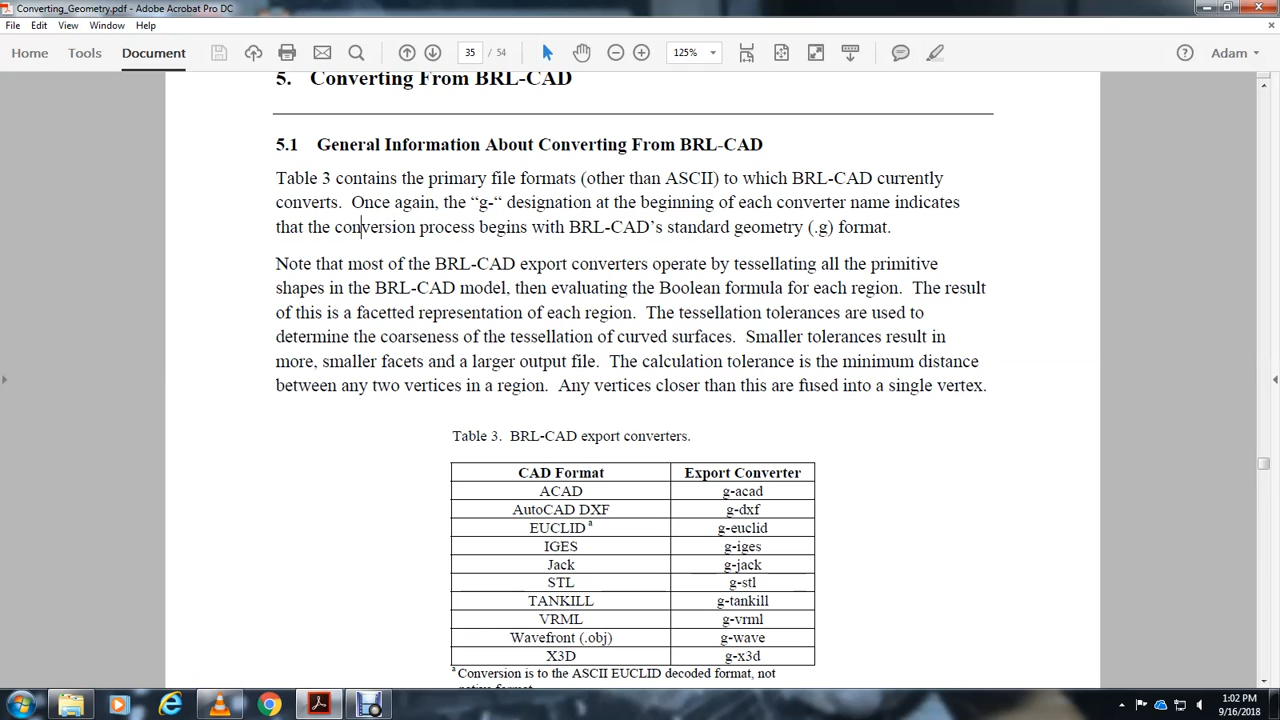 Converting_Geometry.pdf - Adobe Acrobat Pro DC
File Edit View Window Help
Home Tools Document 35 / 54 125% Adam
5. Converting From BRL-CAD
5.1 General Information About Converting From BRL-CAD
Table 3 contains the primary file formats (other than ASCII) to which BRL-CAD currently
converts. Once again, the “g-“ designation at the beginning of each converter name indicates
that the conversion process begins with BRL-CAD’s standard geometry (.g) format.
Note that most of the BRL-CAD export converters operate by tessellating all the primitive
shapes in the BRL-CAD model, then evaluating the Boolean formula for each region. The result
of this is a facetted representation of each region. The tessellation tolerances are used to
determine the coarseness of the tessellation of curved surfaces. Smaller tolerances result in
more, smaller facets and a larger output file. The calculation tolerance is the minimum distance
between any two vertices in a region. Any vertices closer than this are fused into a single vertex.
Table 3. BRL-CAD export converters.
CAD Format Export Converter
ACAD g-acad
AutoCAD DXF g-dxf
EUCLID a g-euclid
IGES g-iges
Jack g-jack
STL g-stl
TANKILL g-tankill
VRML g-vrml
Wavefront (.obj) g-wave
X3D g-x3d
a Conversion is to the ASCII EUCLID decoded format, not
native format.
1:02 PM
9/16/2018